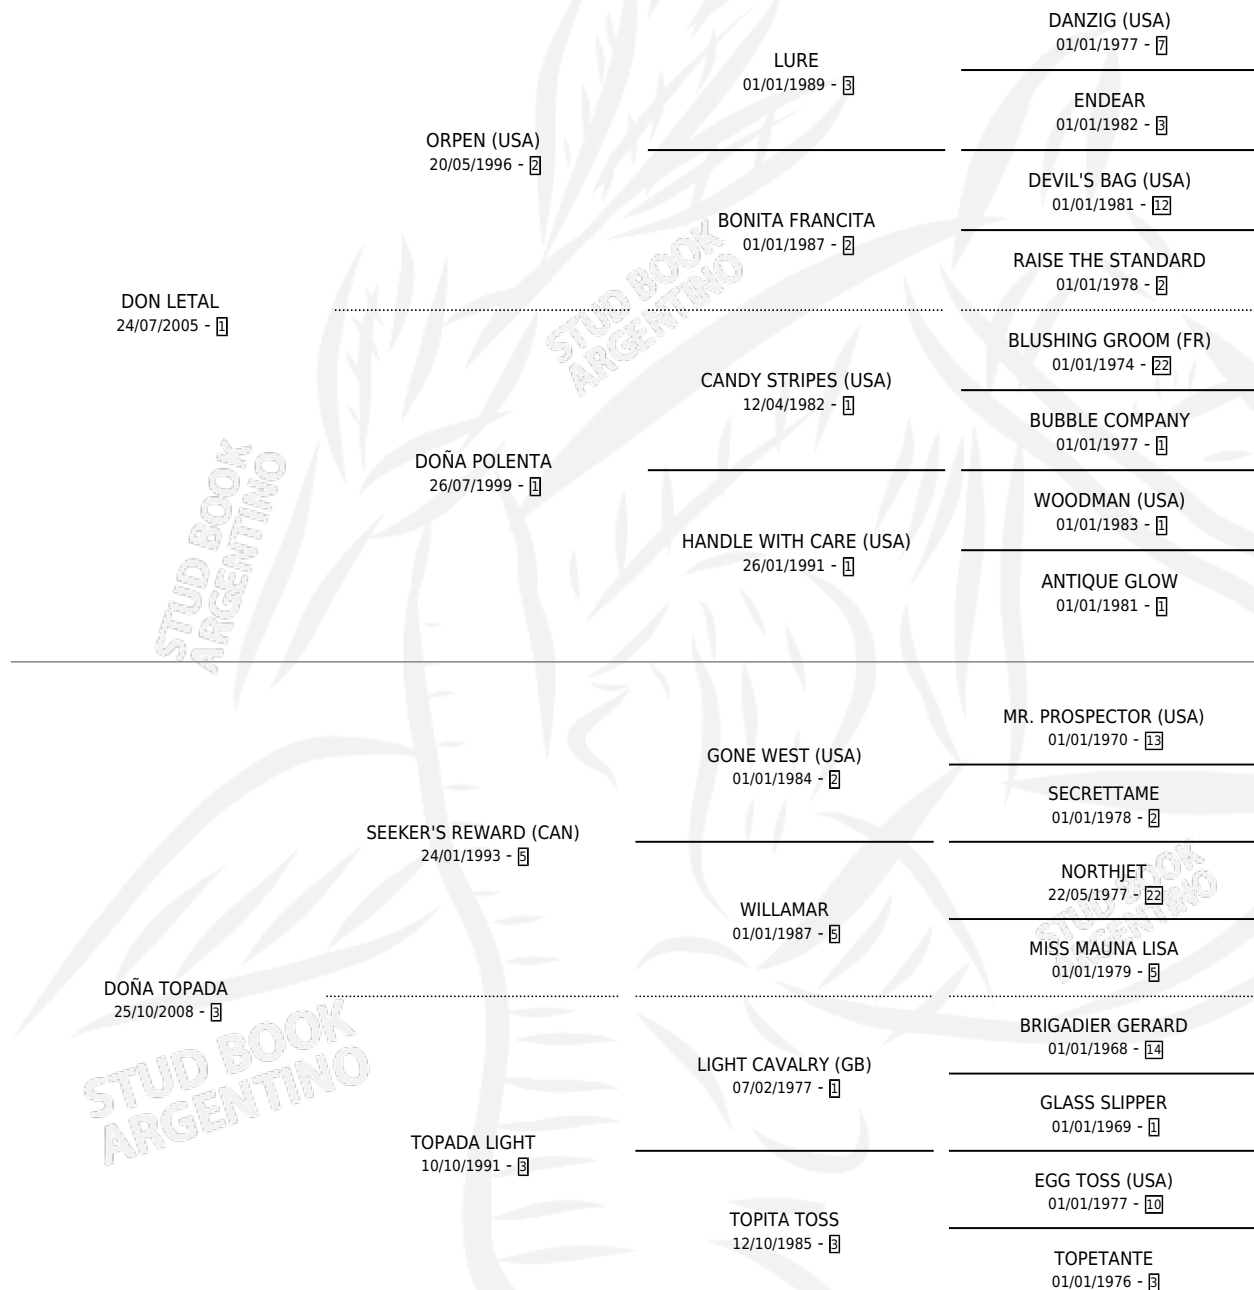 DANZIG (USA)
01/01/1977 - 7
LURE
01/01/1989 - 3
ENDEAR
01/01/1982 - 3
ORPEN (USA)
20/05/1996 - 2
DEVIL'S BAG (USA)
01/01/1981 - 12
BONITA FRANCITA
01/01/1987 - 2
RAISE THE STANDARD
01/01/1978 - 2
DON LETAL
24/07/2005 - 1
BLUSHING GROOM (FR)
01/01/1974 - 22
CANDY STRIPES (USA)
12/04/1982 - 1
BUBBLE COMPANY
01/01/1977 - 1
DOÑA POLENTA
26/07/1999 - 1
WOODMAN (USA)
01/01/1983 - 1
HANDLE WITH CARE (USA)
26/01/1991 - 1
ANTIQUE GLOW
01/01/1981 - 1
MR. PROSPECTOR (USA)
01/01/1970 - 13
GONE WEST (USA)
01/01/1984 - 2
SECRETTAME
01/01/1978 - 2
SEEKER'S REWARD (CAN)
24/01/1993 - 5
NORTHJET
22/05/1977 - 22
WILLAMAR
01/01/1987 - 5
MISS MAUNA LISA
01/01/1979 - 5
DOÑA TOPADA
25/10/2008 - 3
BRIGADIER GERARD
01/01/1968 - 14
LIGHT CAVALRY (GB)
07/02/1977 - 1
GLASS SLIPPER
01/01/1969 - 1
TOPADA LIGHT
10/10/1991 - 3
EGG TOSS (USA)
01/01/1977 - 10
TOPITA TOSS
12/10/1985 - 3
TOPETANTE
01/01/1976 - 3
STUD BOOK
ARGENTINO
STUD BOOK
ARGENTINO
STUD BOOK
ARGENTINO
STUD BOOK
ARGENTINO